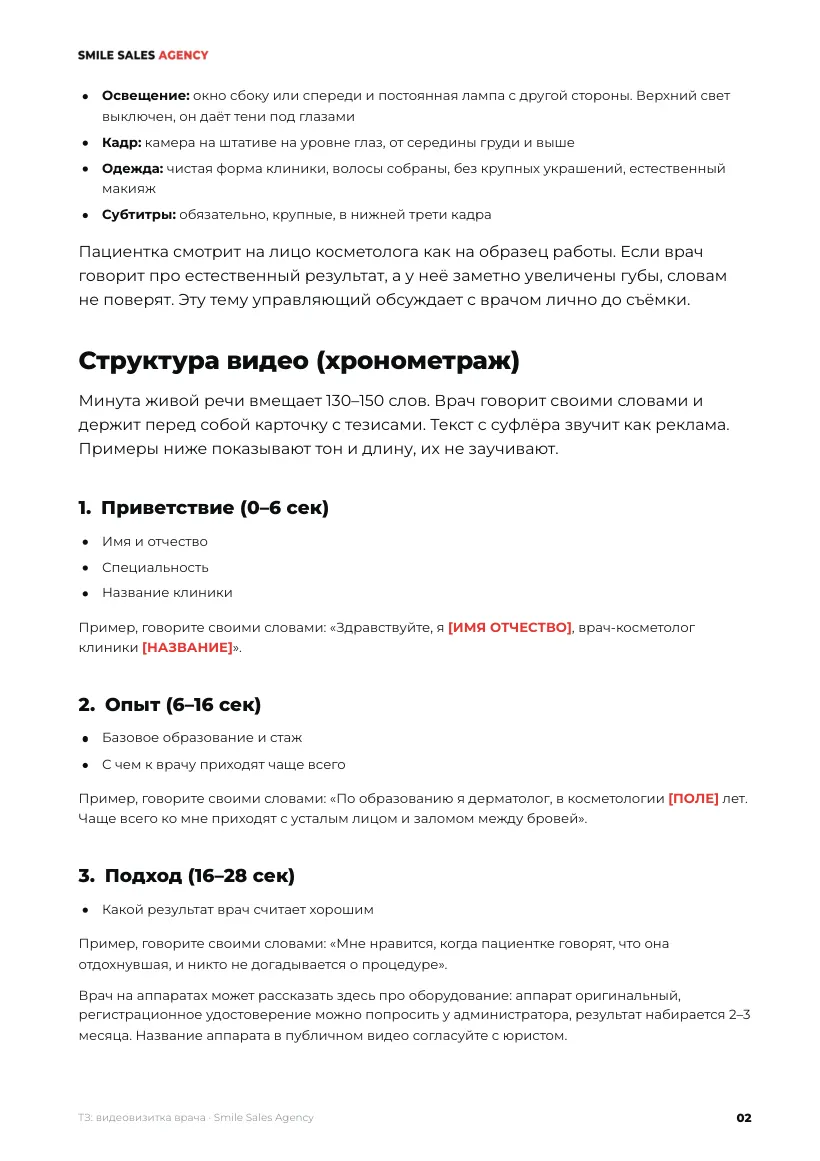 SMILE SALES AGENCY
• Освещение: окно сбоку или спереди и постоянная лампа с другой стороны. Верхний свет
выключен, он даёт тени под глазами
• Кадр: камера на штативе на уровне глаз, от середины груди и выше
• Одежда: чистая форма клиники, волосы собраны, без крупных украшений, естественный
макияж
• Субтитры: обязательно, крупные, в нижней трети кадра
Пациентка смотрит на лицо косметолога как на образец работы. Если врач
говорит про естественный результат, а у неё заметно увеличены губы, словам
не поверят. Эту тему управляющий обсуждает с врачом лично до съёмки.
Структура видео (хронометраж)
Минута живой речи вмещает 130–150 слов. Врач говорит своими словами и
держит перед собой карточку с тезисами. Текст с суфлёра звучит как реклама.
Примеры ниже показывают тон и длину, их не заучивают.
1. Приветствие (0–6 сек)
• Имя и отчество
• Специальность
• Название клиники
Пример, говорите своими словами: «Здравствуйте, я [ИМЯ ОТЧЕСТВО], врач-косметолог
клиники [НАЗВАНИЕ]».
2. Опыт (6–16 сек)
• Базовое образование и стаж
• С чем к врачу приходят чаще всего
Пример, говорите своими словами: «По образованию я дерматолог, в косметологии [ПОЛЕ] лет.
Чаще всего ко мне приходят с усталым лицом и заломом между бровей».
3. Подход (16–28 сек)
• Какой результат врач считает хорошим
Пример, говорите своими словами: «Мне нравится, когда пациентке говорят, что она
отдохнувшая, и никто не догадывается о процедуре».
Врач на аппаратах может рассказать здесь про оборудование: аппарат оригинальный,
регистрационное удостоверение можно попросить у администратора, результат набирается 2–3
месяца. Название аппарата в публичном видео согласуйте с юристом.
ТЗ: видеовизитка врача · Smile Sales Agency
02